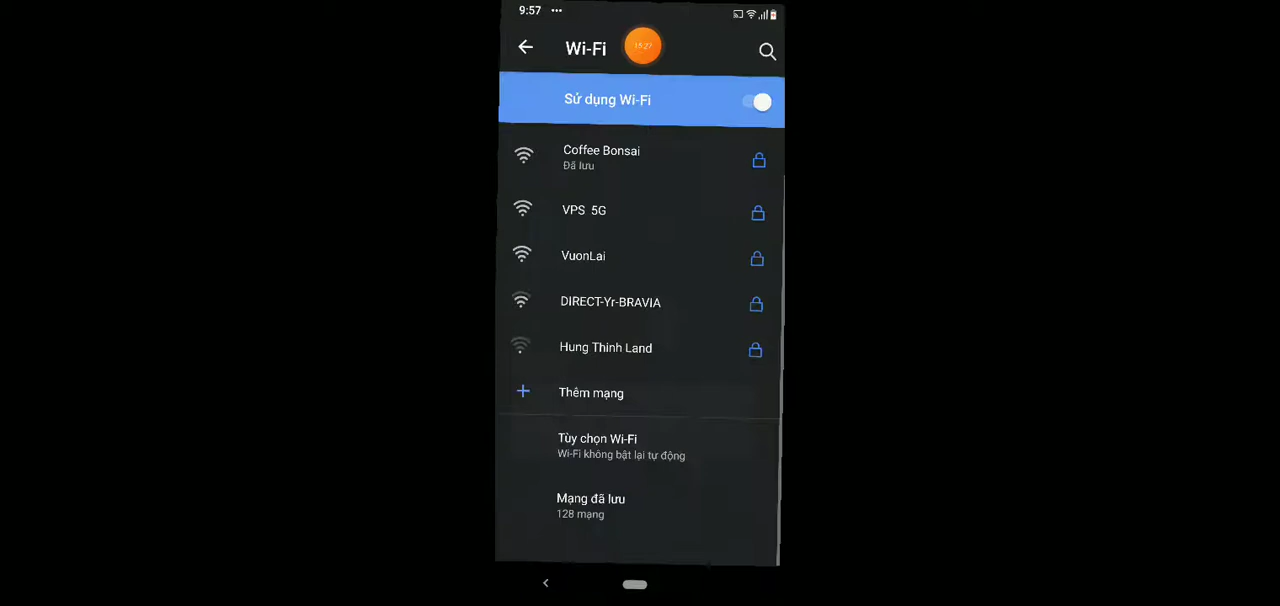 9:57
Wi-Fi
15:27
Sử dụng Wi-Fi
Coffee Bonsai
Đã lưu
VPS 5G
VuonLai
DIRECT-Yr-BRAVIA
Hung Thinh Land
Thêm mạng
Tùy chọn Wi-Fi
Wi-Fi không bật lại tự động
Mạng đã lưu
128 mạng